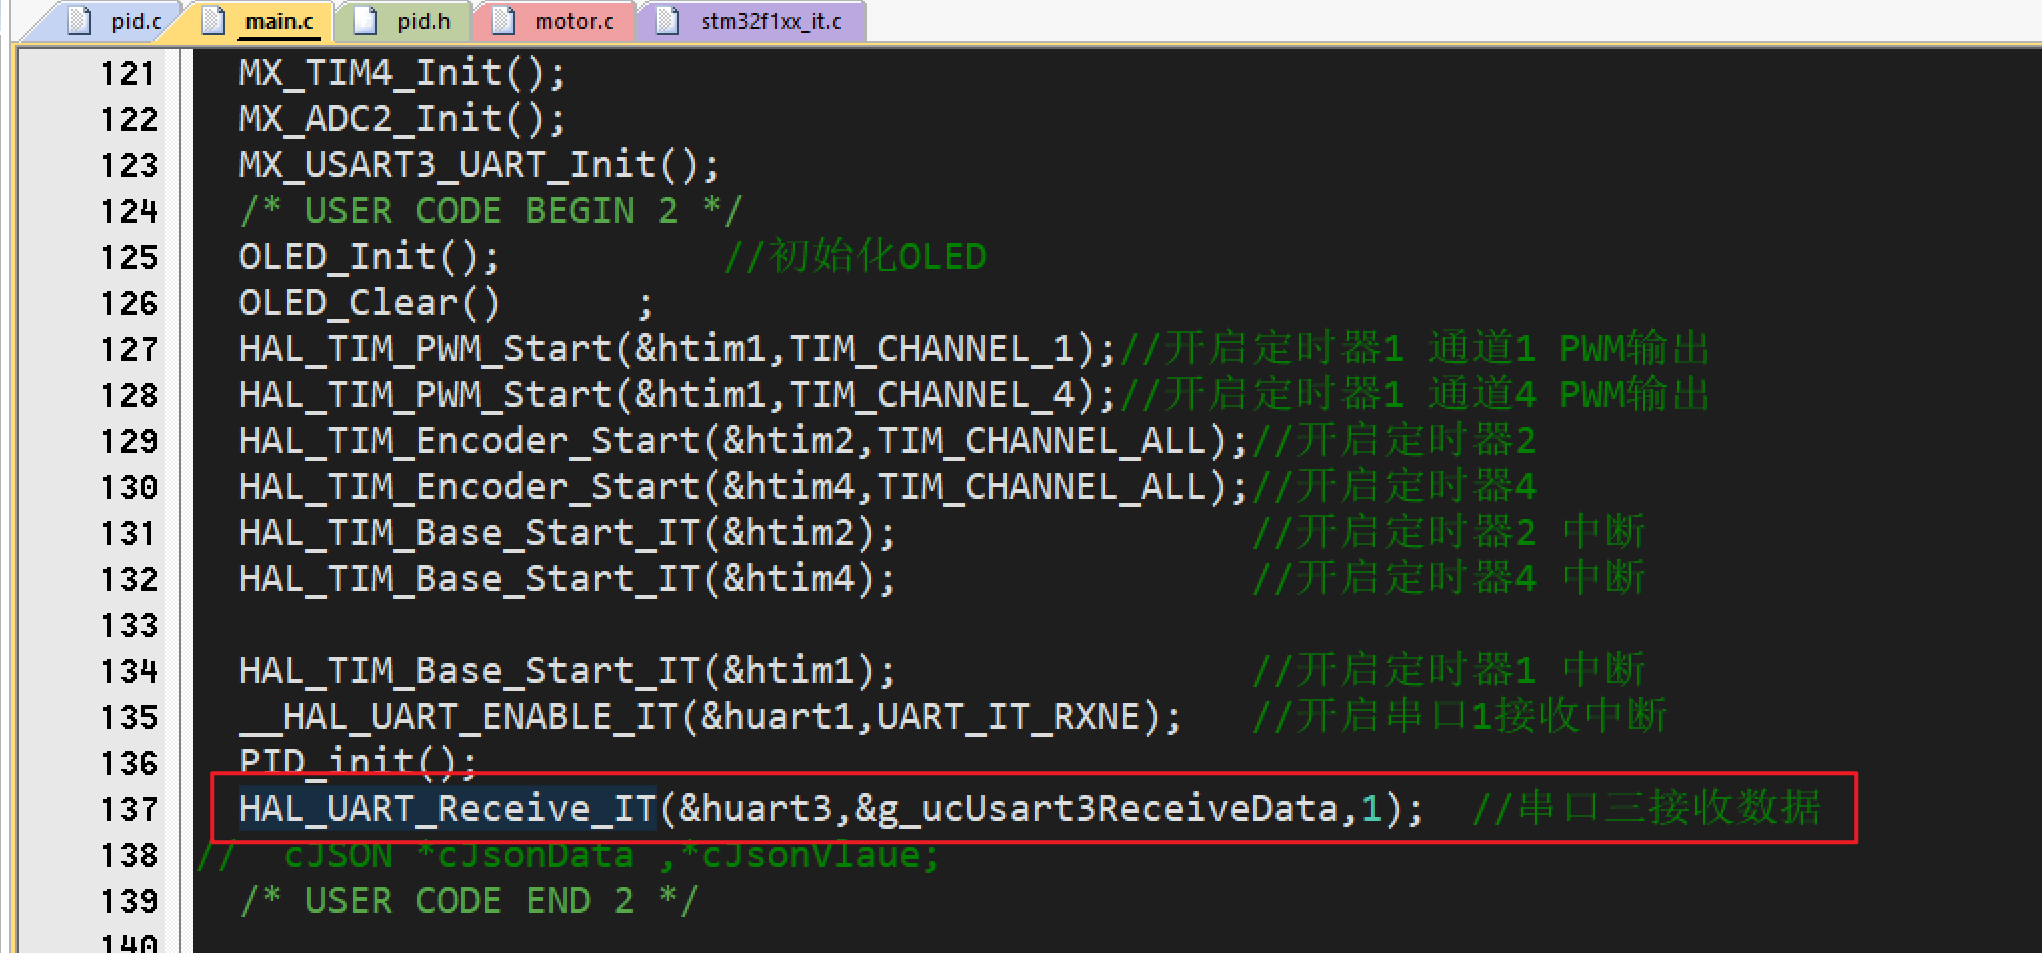 pid.c main.c pid.h motor.c stm32f1xx_it.c
121 MX_TIM4_Init();
122 MX_ADC2_Init();
123 MX_USART3_UART_Init();
124 /* USER CODE BEGIN 2 */
125 OLED_Init(); //初始化OLED
126 OLED_Clear() ;
127 HAL_TIM_PWM_Start(&htim1,TIM_CHANNEL_1);//开启定时器1 通道1 PWM输出
128 HAL_TIM_PWM_Start(&htim1,TIM_CHANNEL_4);//开启定时器1 通道4 PWM输出
129 HAL_TIM_Encoder_Start(&htim2,TIM_CHANNEL_ALL);//开启定时器2
130 HAL_TIM_Encoder_Start(&htim4,TIM_CHANNEL_ALL);//开启定时器4
131 HAL_TIM_Base_Start_IT(&htim2); //开启定时器2 中断
132 HAL_TIM_Base_Start_IT(&htim4); //开启定时器4 中断
133
134 HAL_TIM_Base_Start_IT(&htim1); //开启定时器1 中断
135 __HAL_UART_ENABLE_IT(&huart1,UART_IT_RXNE); //开启串口1接收中断
136 PID_init();
137 HAL_UART_Receive_IT(&huart3,&g_ucUsart3ReceiveData,1); //串口三接收数据
138 // cJSON *cJsonData ,*cJsonVlaue;
139 /* USER CODE END 2 */
140